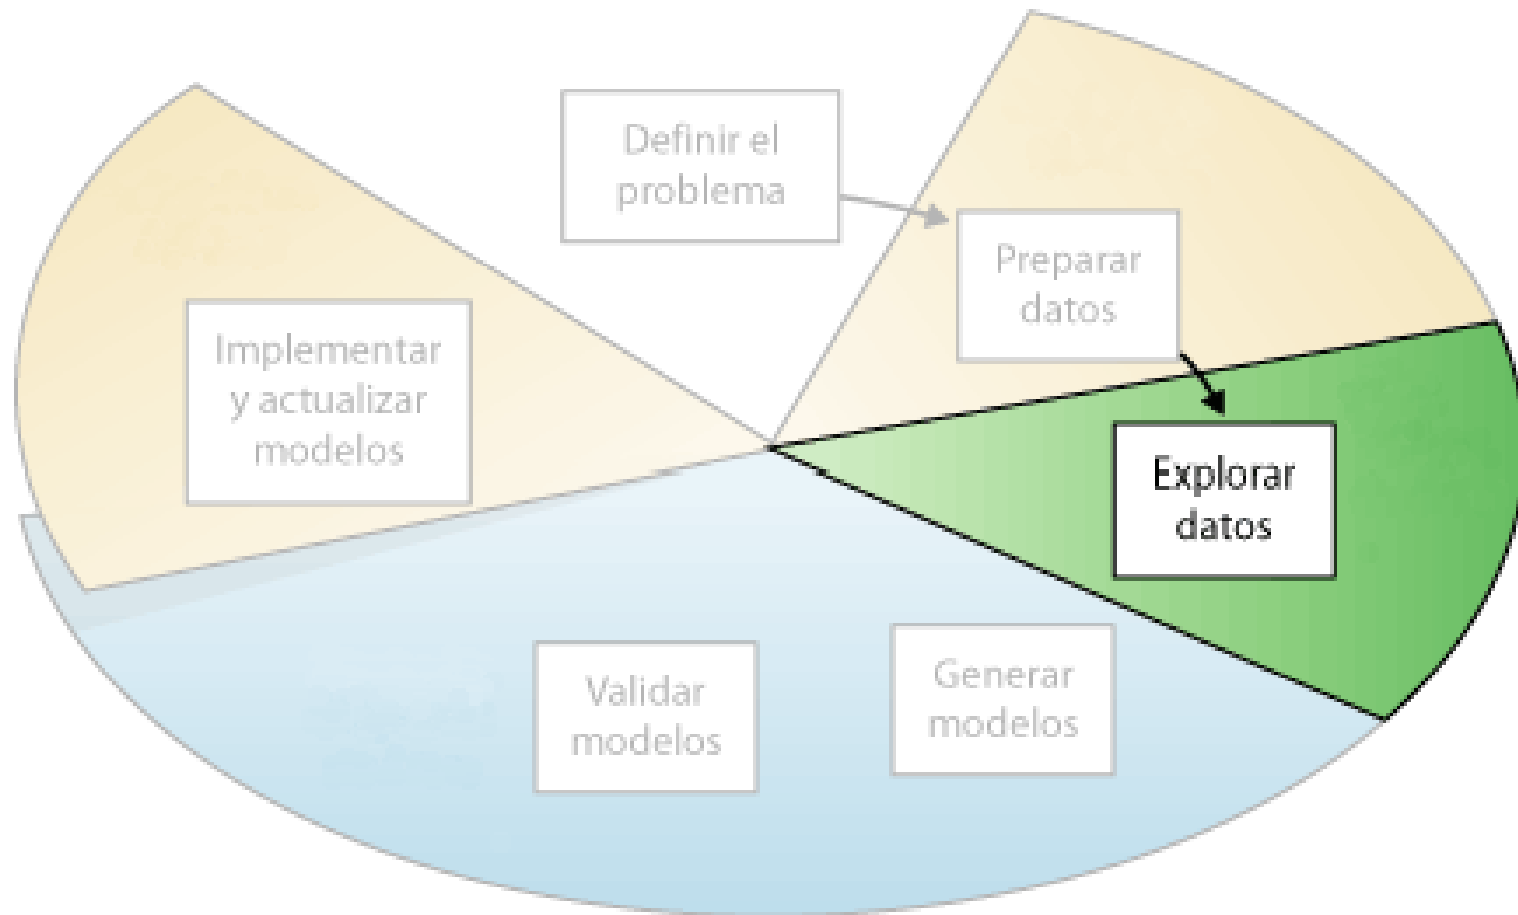 Definir el
problema
Preparar
datos
Explorar
datos
Generar
modelos
Validar
modelos
Implementar
y actualizar
modelos